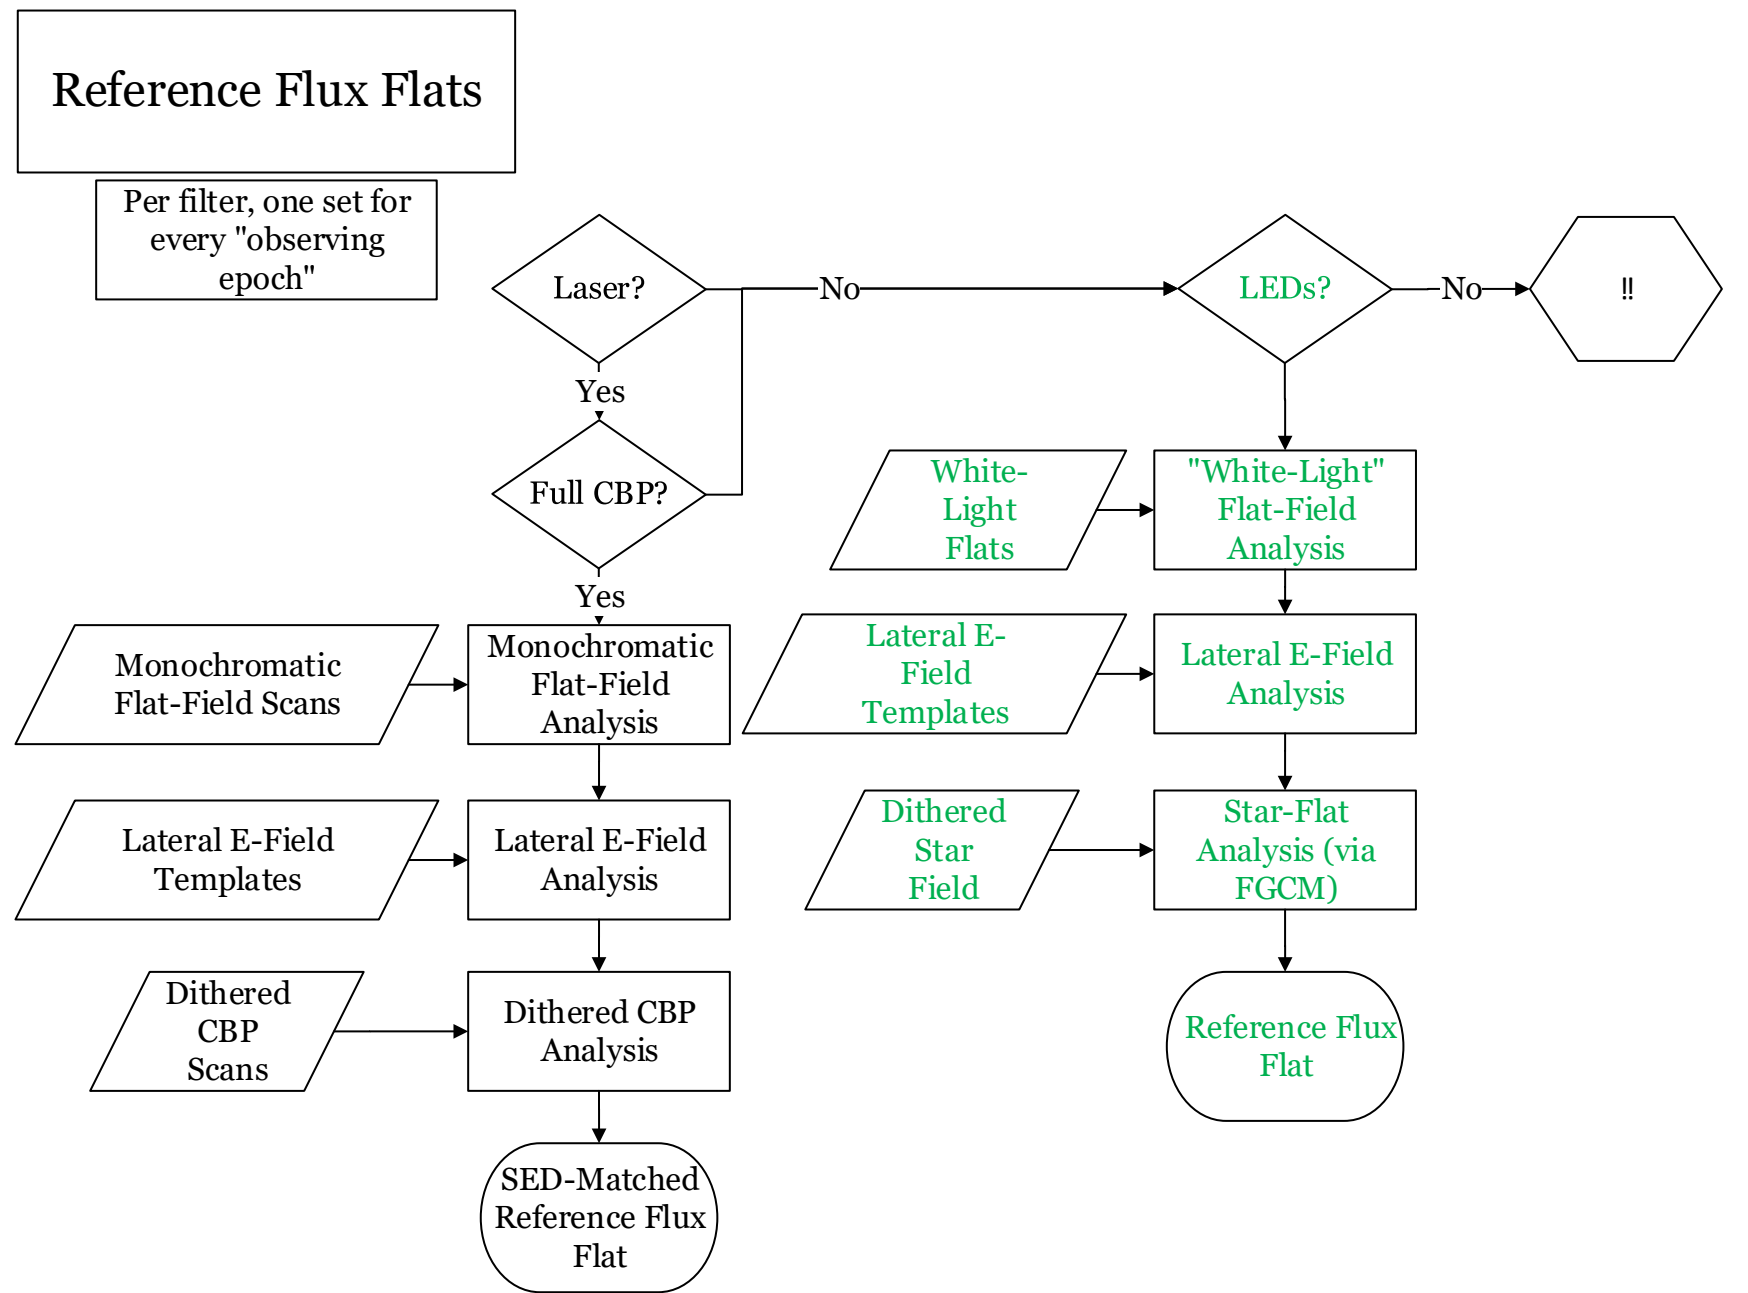 Reference Flux Flats
Per filter, one set for
every "observing
epoch"
Laser?
No
LEDs?
No
!!
Yes
Full CBP?
Yes
Monochromatic
Flat-Field Scans
Monochromatic
Flat-Field
Analysis
Lateral E-Field
Templates
Lateral E-Field
Analysis
Dithered
CBP
Scans
Dithered CBP
Analysis
SED-Matched
Reference Flux
Flat
White-
Light
Flats
"White-Light"
Flat-Field
Analysis
Lateral E-
Field
Templates
Lateral E-Field
Analysis
Dithered
Star
Field
Star-Flat
Analysis (via
FGCM)
Reference Flux
Flat